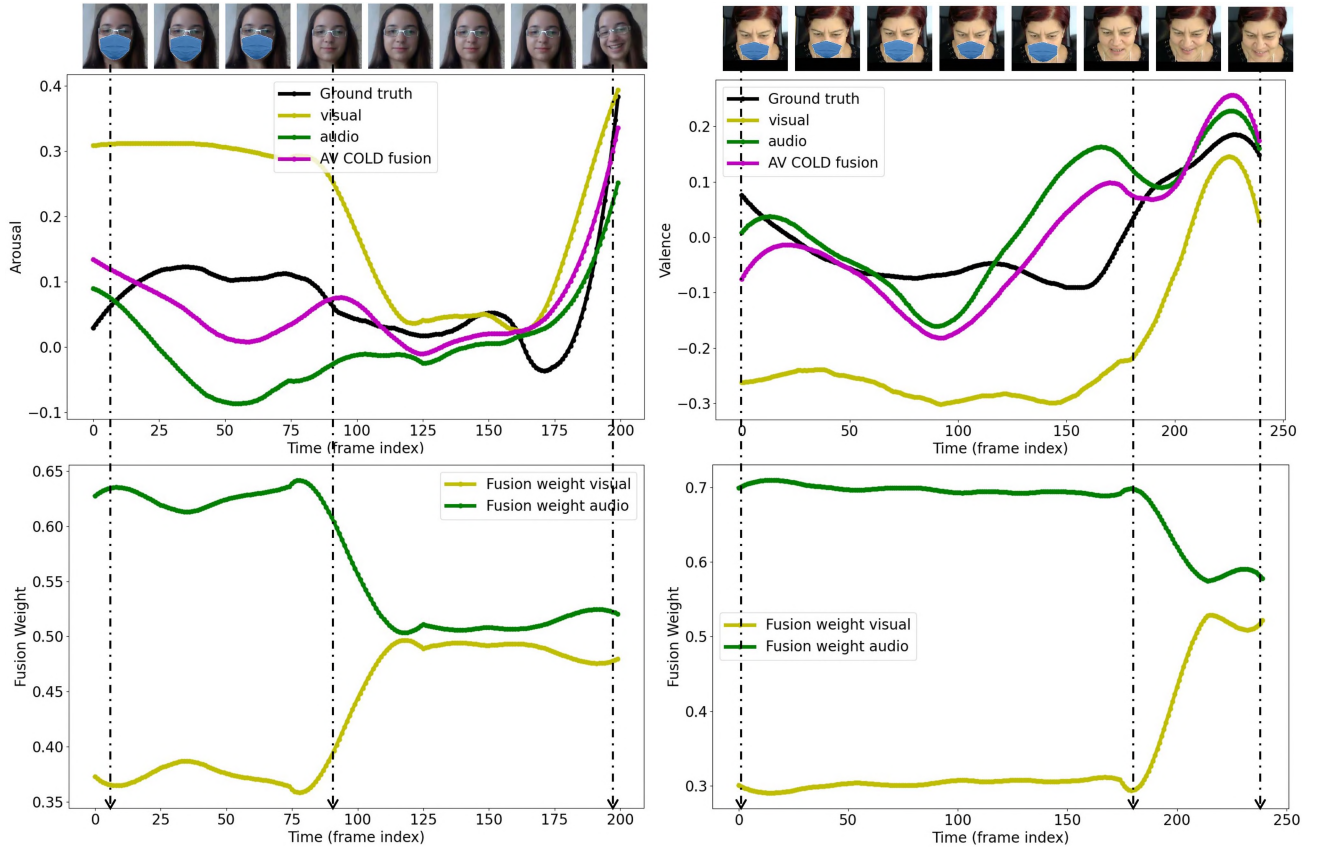 0.4
0.3
0.2
0.1
0.0
−0.1
Arousal
Ground truth
visual
audio
AV COLD fusion
0 25 50 75 100 125 150 175 200
Time (frame index)
0.2
0.1
0.0
−0.1
−0.2
−0.3
Valence
Ground truth
visual
audio
AV COLD fusion
0 50 100 150 200 250
Time (frame index)
0.65
0.60
0.55
0.50
0.45
0.40
0.35
Fusion Weight
Fusion weight visual
Fusion weight audio
0 25 50 75 100 125 150 175 200
Time (frame index)
0.7
0.6
0.5
0.4
0.3
Fusion Weight
Fusion weight visual
Fusion weight audio
0 50 100 150 200 250
Time (frame index)